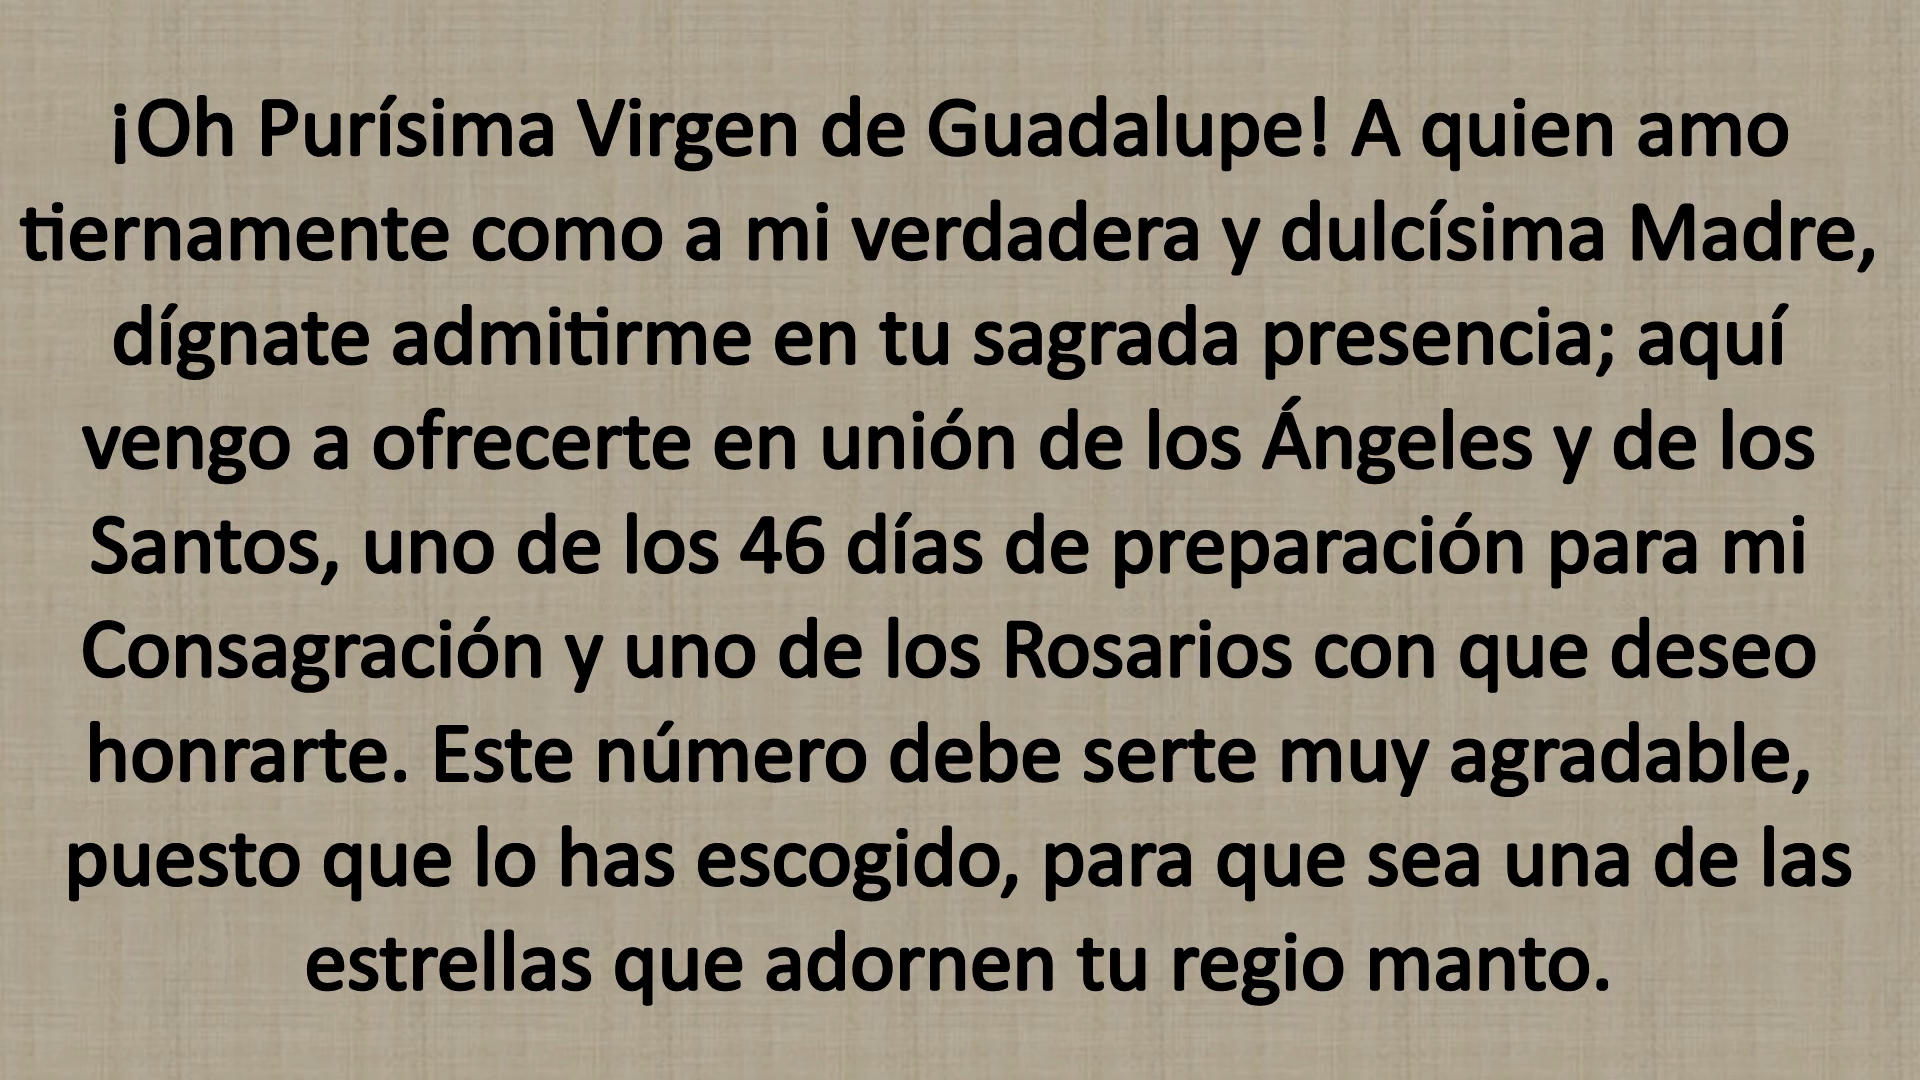 ¡Oh Purísima Virgen de Guadalupe! A quien amo
tiernamente como a mi verdadera y dulcísima Madre,
dígnate admitirme en tu sagrada presencia; aquí
vengo a ofrecerte en unión de los Ángeles y de los
Santos, uno de los 46 días de preparación para mi
Consagración y uno de los Rosarios con que deseo
honrarte. Este número debe serte muy agradable,
puesto que lo has escogido, para que sea una de las
estrellas que adornen tu regio manto.